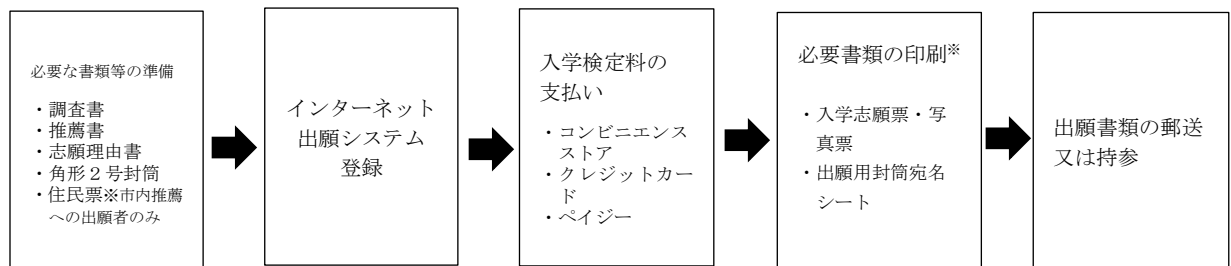 必要な書類等の準備
・調査書
・推薦書
・志願理由書
・角形２号封筒
・住民票※市内推薦
への出願者のみ
インターネット
出願システム
登録
入学検定料の
支払い
・コンビニエンス
ストア
・クレジットカー
ド
・ペイジー
必要書類の印刷※
・入学志願票・写
真票
・出願用封筒宛名
シート
出願書類の郵送
又は持参